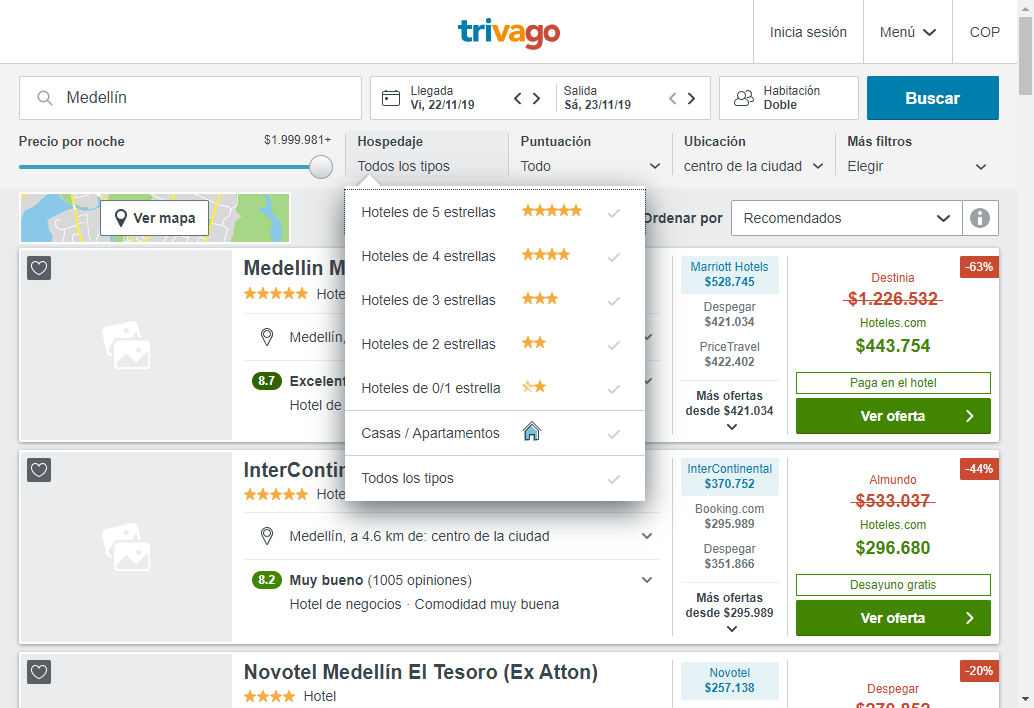 trivago
Inicia sesión
Menú
COP
Medellín
Llegada
Vi, 22/11/19
Salida
Sá, 23/11/19
Habitación
Doble
Buscar
Precio por noche
$1.999.981+
Hospedaje
Todos los tipos
Puntuación
Todo
Ubicación
centro de la ciudad
Más filtros
Elegir
Ver mapa
Hoteles de 5 estrellas
Hoteles de 4 estrellas
Hoteles de 3 estrellas
Hoteles de 2 estrellas
Hoteles de 0/1 estrella
Casas / Apartamentos
Todos los tipos
Ordenar por
Recomendados
Medellin M
Hote
Medellín,
8.7 Excelent
Hotel de
Marriott Hotels
$528.745
Despegar
$421.034
PriceTravel
$422.402
Más ofertas
desde $421.034
-63%
Destinia
$1.226.532
Hoteles.com
$443.754
Paga en el hotel
Ver oferta
InterContin
Hote
Medellín, a 4.6 km de: centro de la ciudad
8.2 Muy bueno (1005 opiniones)
Hotel de negocios · Comodidad muy buena
InterContinental
$370.752
Booking.com
$295.989
Despegar
$351.866
Más ofertas
desde $295.989
-44%
Almundo
$533.037
Hoteles.com
$296.680
Desayuno gratis
Ver oferta
Novotel Medellín El Tesoro (Ex Atton)
Hotel
Novotel
$257.138
-20%
Despegar